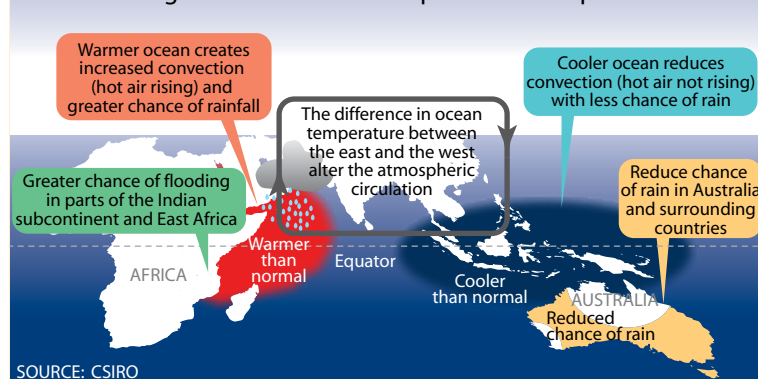 Warmer ocean creates
increased convection
(hot air rising) and
greater chance of rainfall
Cooler ocean reduces
convection (hot air not rising)
with less chance of rain
The difference in ocean
temperature between
the east and the west
alter the atmospheric
circulation
Greater chance of flooding
in parts of the Indian
subcontinent and East Africa
Reduce chance
of rain in Australia
and surrounding
countries
Warmer
than
normal
Equator
AFRICA
Cooler
than normal
AUSTRALIA
Reduced
chance of rain
SOURCE: CSIRO